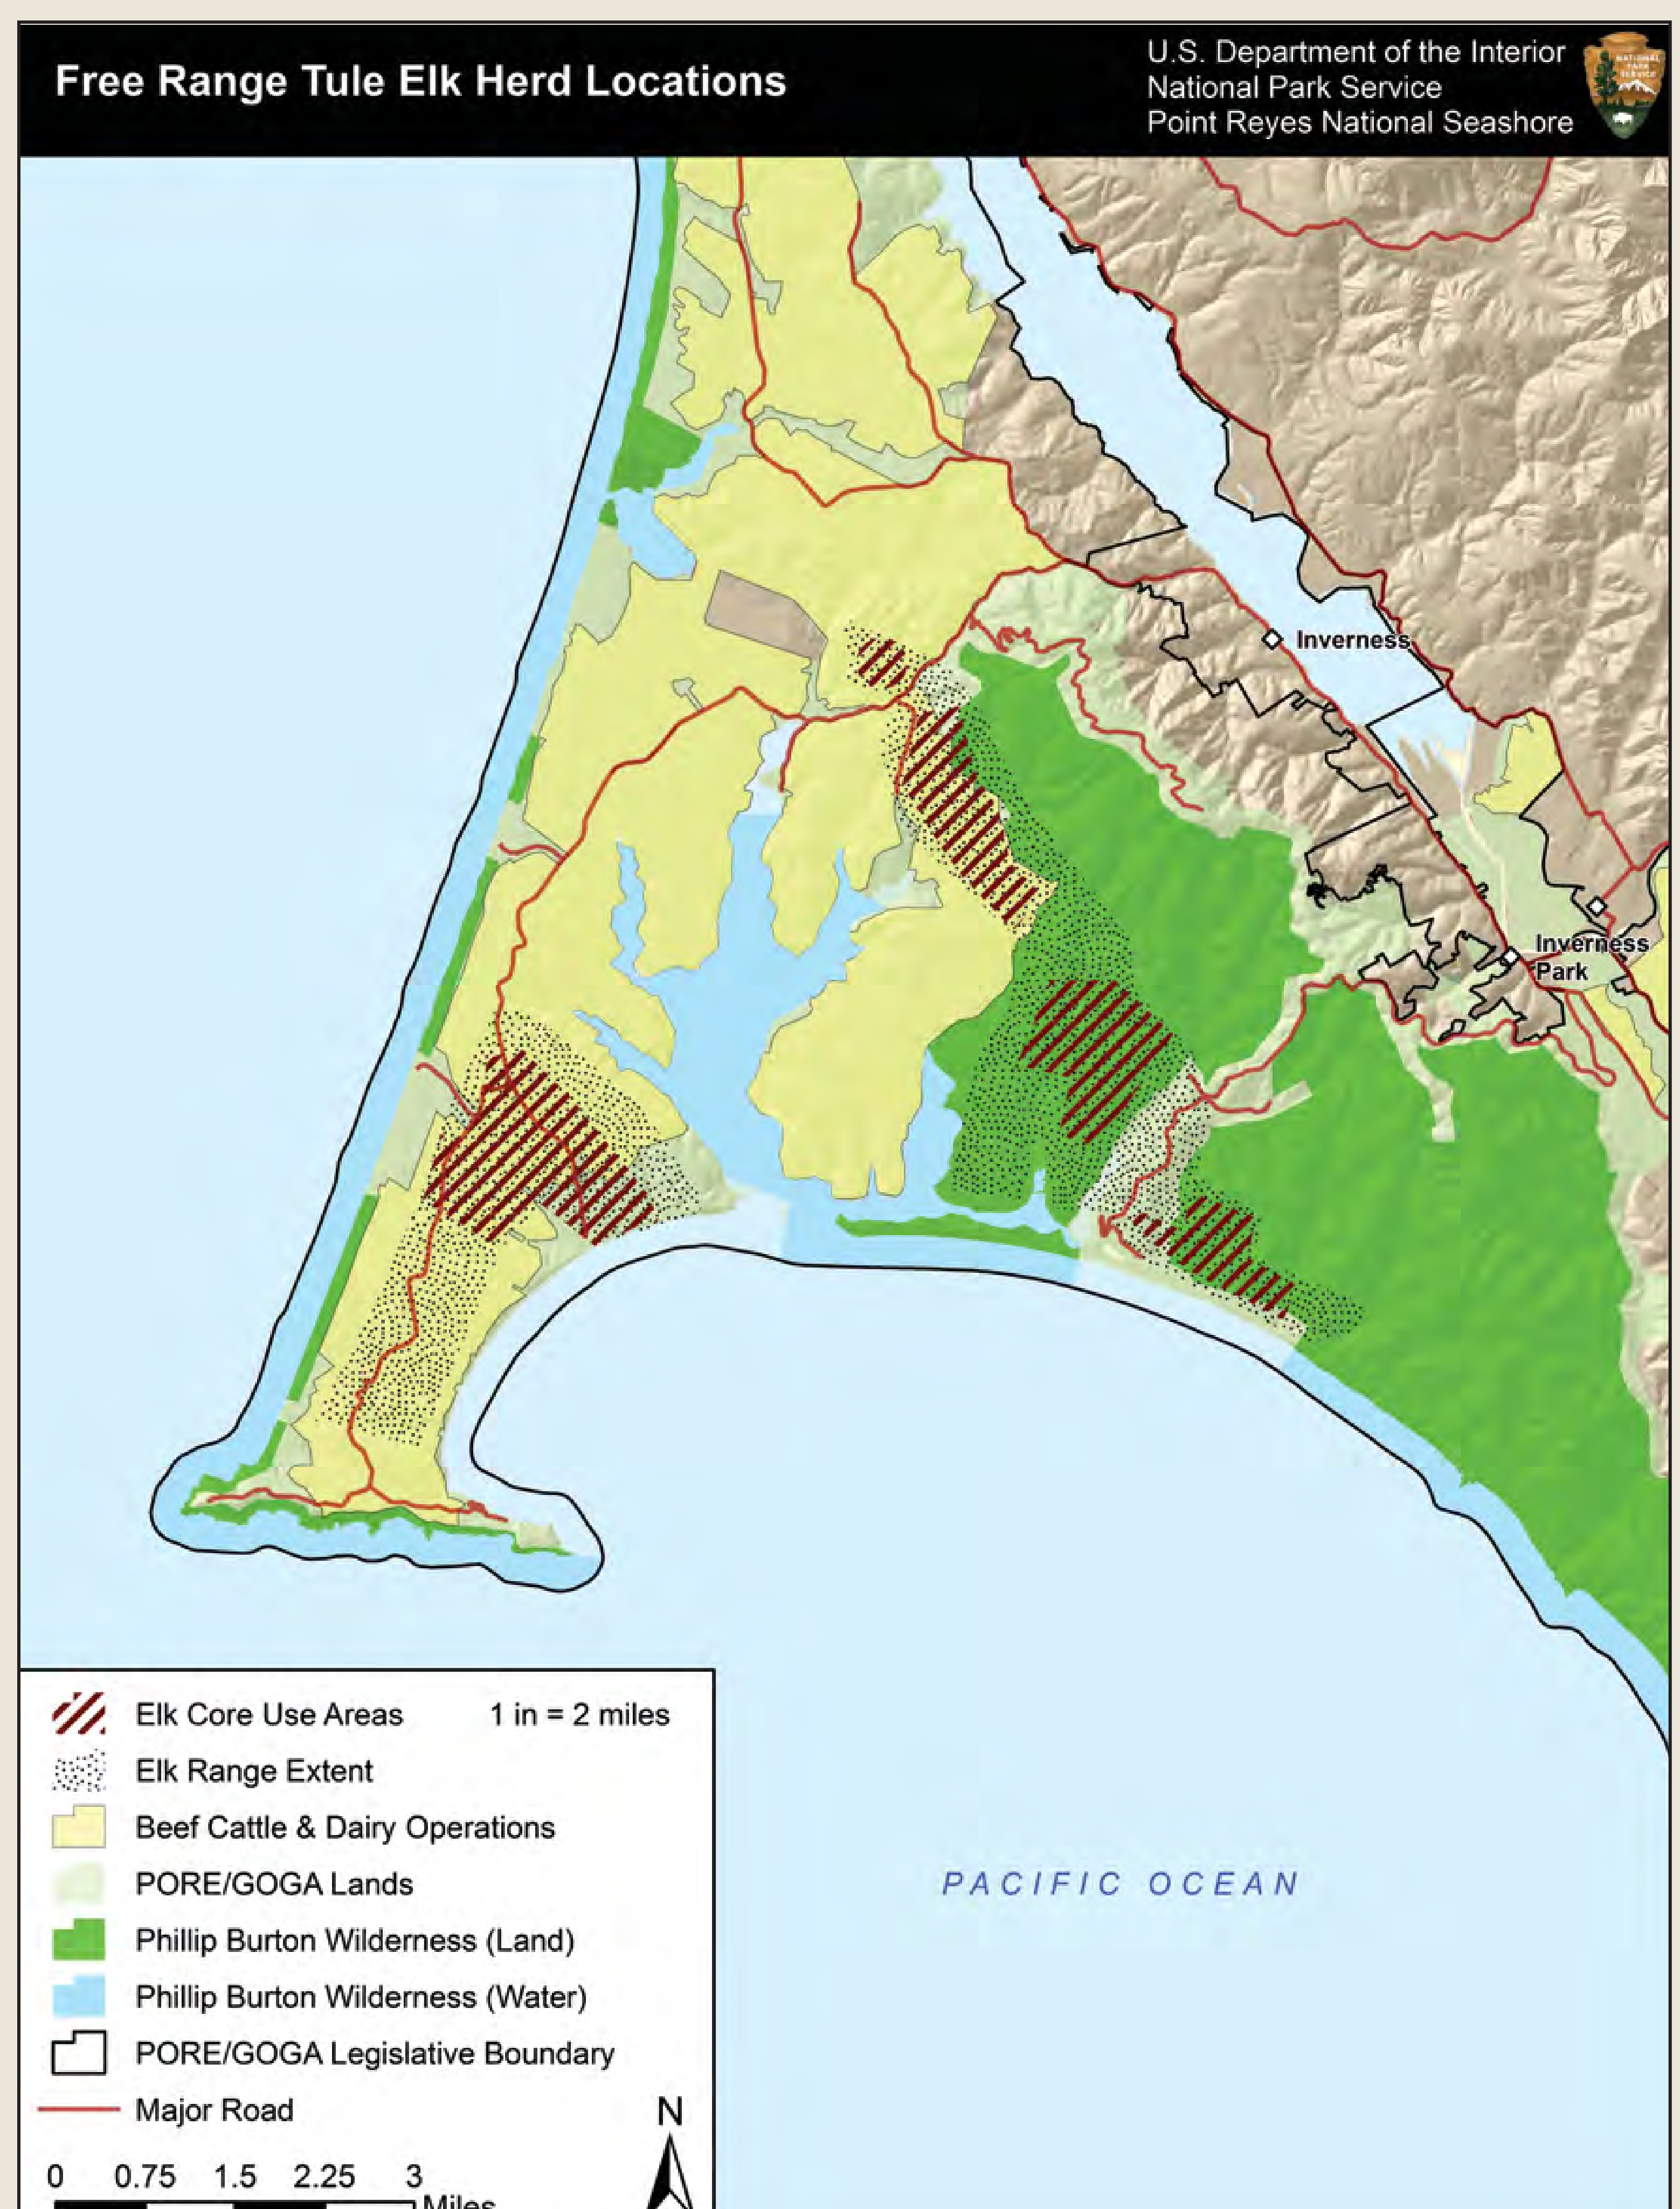 Free Range Tule Elk Herd Locations
U.S. Department of the Interior
National Park Service
Point Reyes National Seashore
NATIONAL
PARK
SERVICE
Inverness
Inverness
Park
PACIFIC OCEAN
Elk Core Use Areas 1 in = 2 miles
Elk Range Extent
Beef Cattle & Dairy Operations
PORE/GOGA Lands
Phillip Burton Wilderness (Land)
Phillip Burton Wilderness (Water)
PORE/GOGA Legislative Boundary
Major Road
N
0 0.75 1.5 2.25 3
Miles